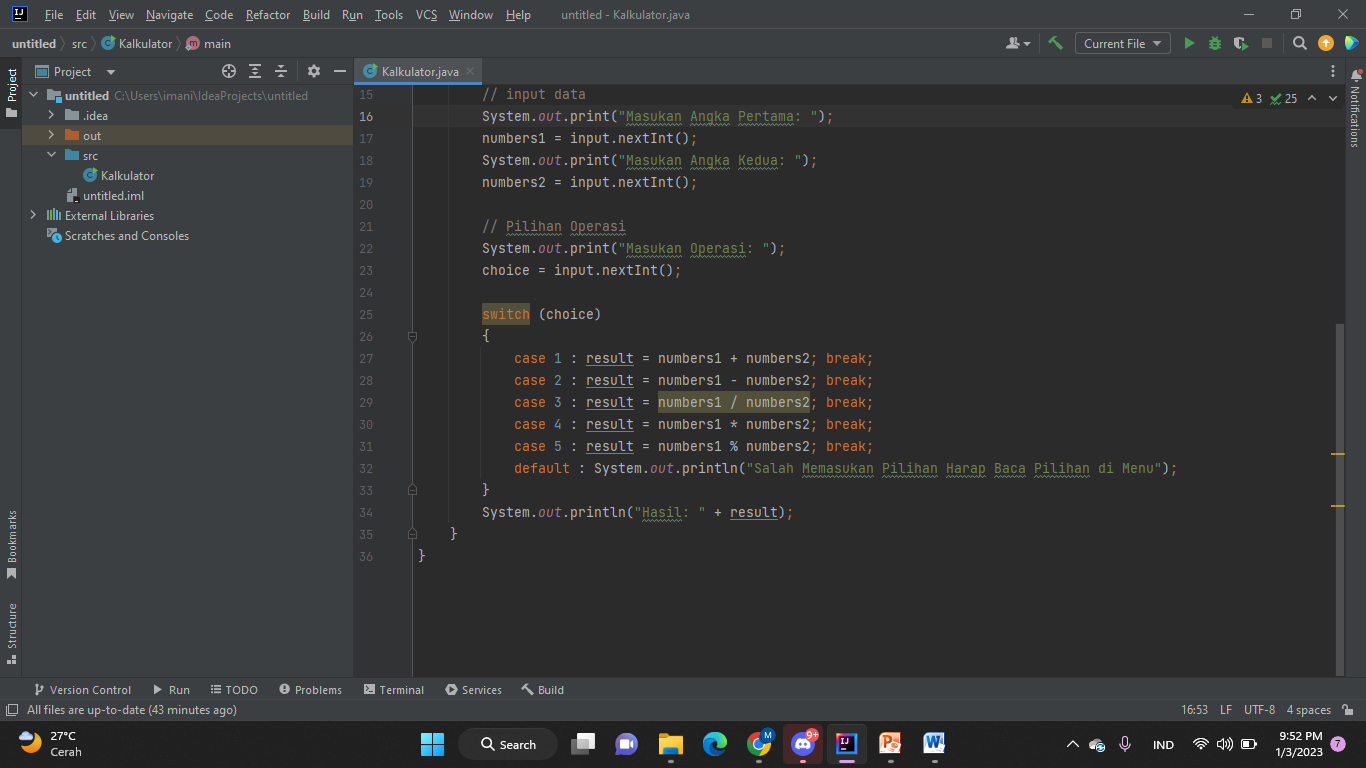 File Edit View Navigate Code Refactor Build Run Tools VCS Window Help untitled - Kalkulator.java
untitled src Kalkulator main Current File
Project
Project
Kalkulator.java
untitled C:\Users\imani\IdeaProjects\untitled
.idea
out
src
Kalkulator
untitled.iml
External Libraries
Scratches and Consoles
3 25
Notifications
15 // input data
16 System.out.print("Masukan Angka Pertama: ");
17 numbers1 = input.nextInt();
18 System.out.print("Masukan Angka Kedua: ");
19 numbers2 = input.nextInt();
20
21 // Pilihan Operasi
22 System.out.print("Masukan Operasi: ");
23 choice = input.nextInt();
24
25 switch (choice)
26 {
27 case 1 : result = numbers1 + numbers2; break;
28 case 2 : result = numbers1 - numbers2; break;
29 case 3 : result = numbers1 / numbers2; break;
30 case 4 : result = numbers1 * numbers2; break;
31 case 5 : result = numbers1 % numbers2; break;
32 default : System.out.println("Salah Memasukan Pilihan Harap Baca Pilihan di Menu");
33 }
34 System.out.println("Hasil: " + result);
35 }
36 }
Bookmarks
Structure
Version Control Run TODO Problems Terminal Services Build
All files are up-to-date (43 minutes ago) 16:53 LF UTF-8 4 spaces
27°C
Cerah
Search
M
9+
IND
9:52 PM
1/3/2023
7